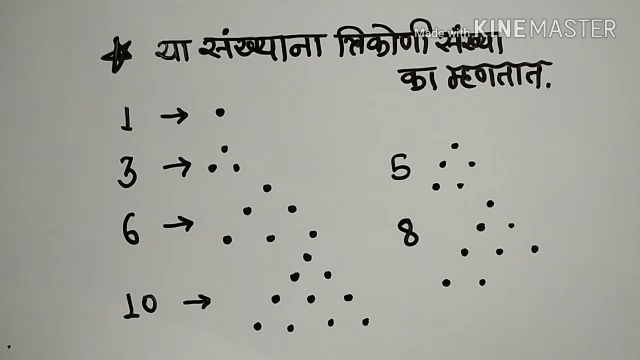 Made with KINEMASTER
या संख्याना त्रिकोणी संख्या
का म्हणतात.
1 →
3 → 5
6 → 8
10 →